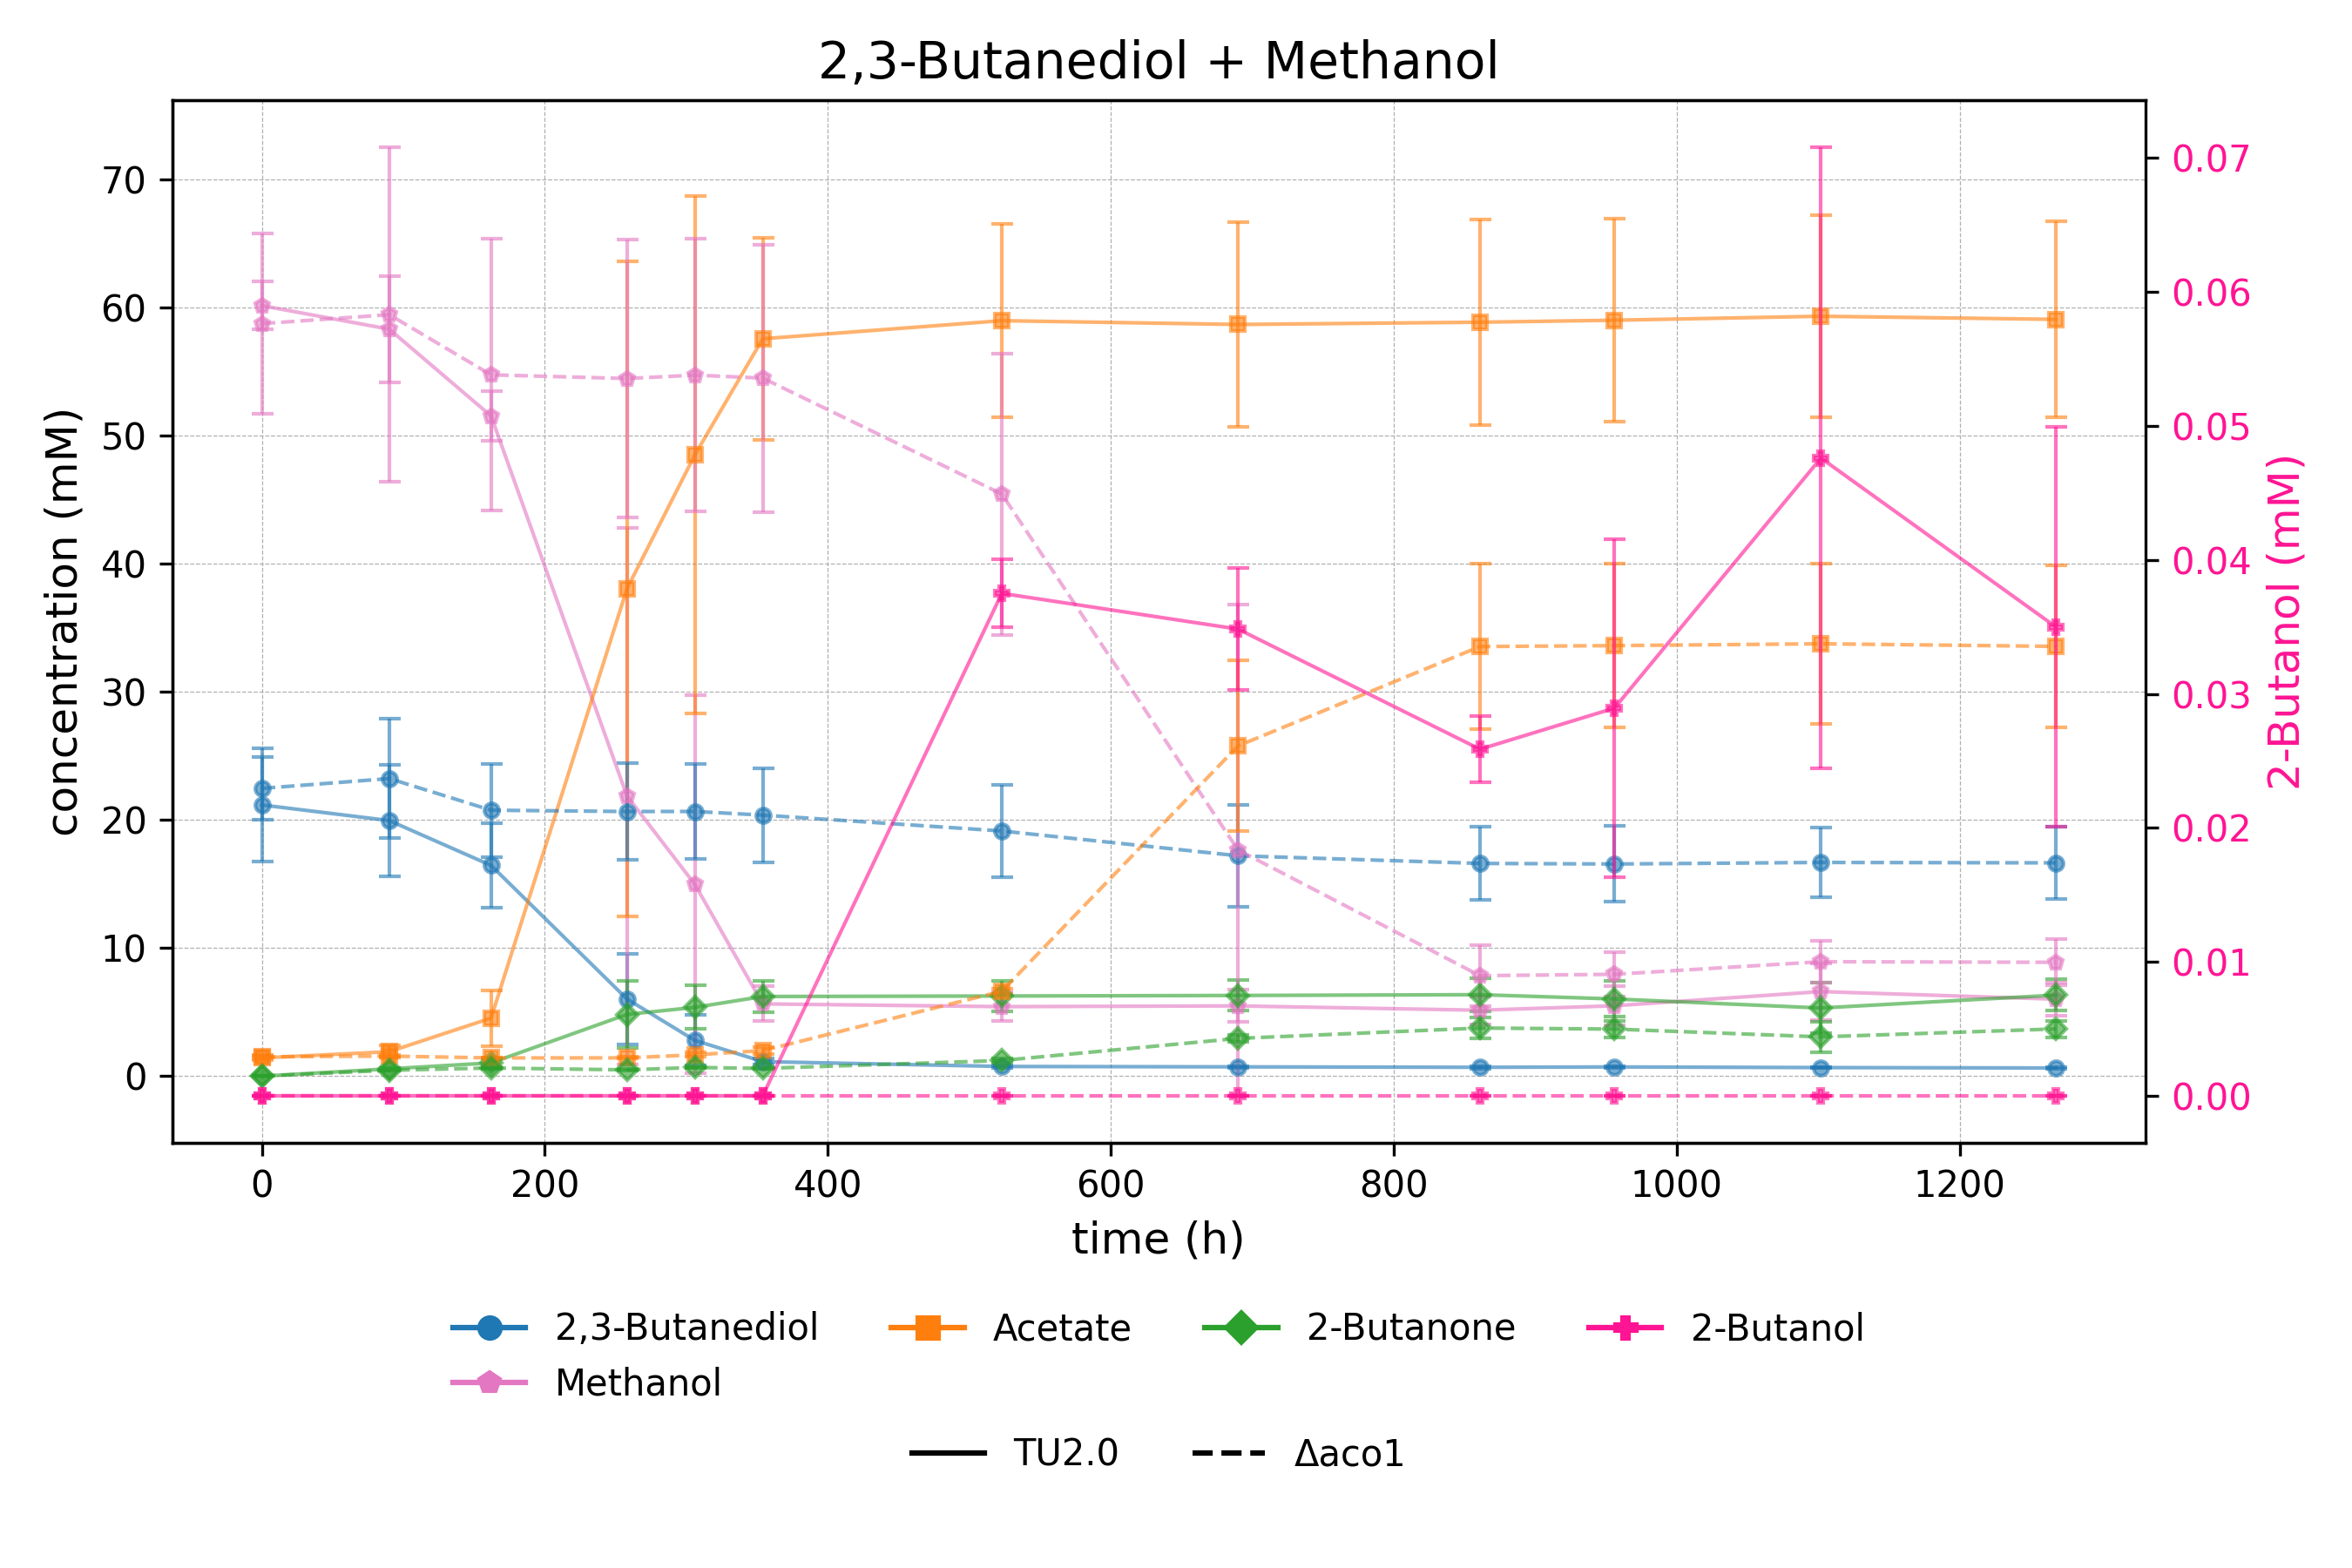 2,3-Butanediol + Methanol
70
60
50
40
30
20
10
0
concentration (mM)
0.07
0.06
0.05
0.04
0.03
0.02
0.01
0.00
2-Butanol (mM)
0 200 400 600 800 1000 1200
time (h)
2,3-Butanediol Acetate 2-Butanone 2-Butanol
Methanol
TU2.0 Δaco1